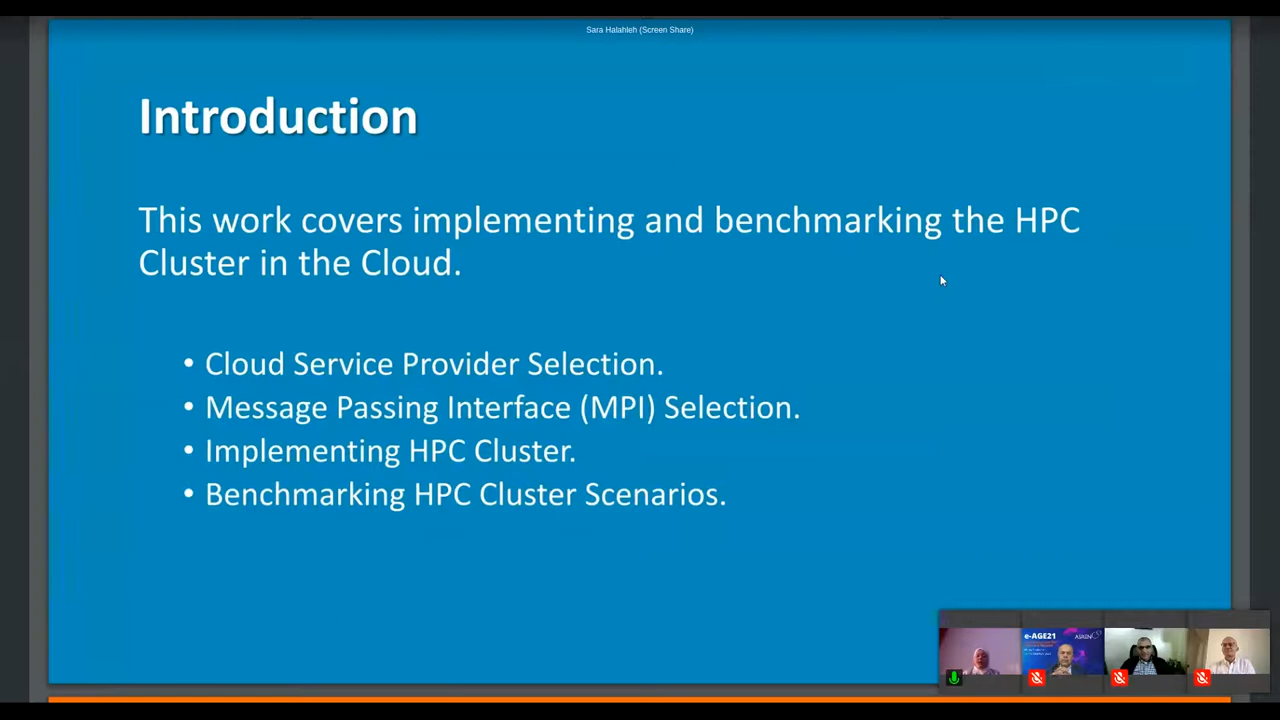 Sara Halahleh (Screen Share)
Introduction
This work covers implementing and benchmarking the HPC
Cluster in the Cloud.
• Cloud Service Provider Selection.
• Message Passing Interface (MPI) Selection.
• Implementing HPC Cluster.
• Benchmarking HPC Cluster Scenarios.
e-AGE21